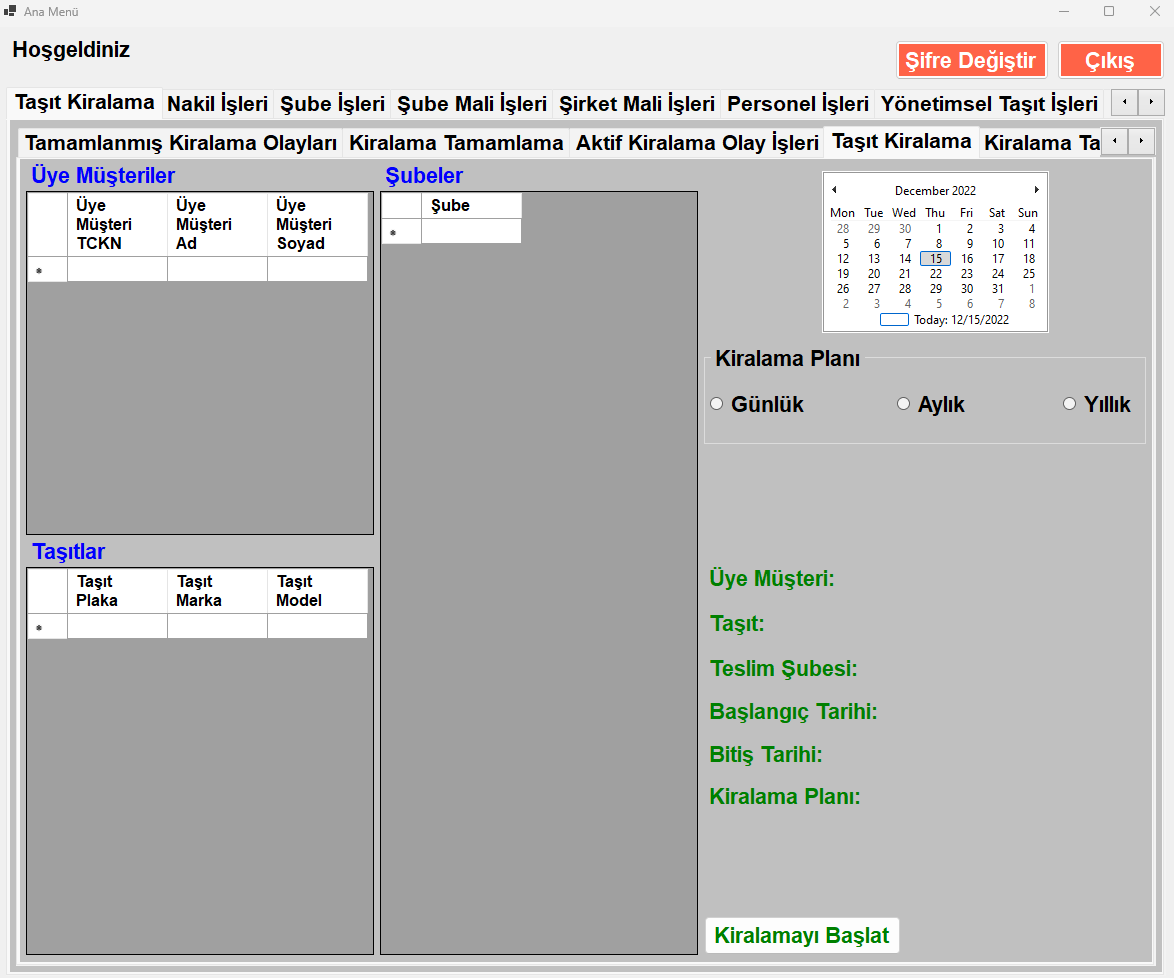 Ana Menü
Hoşgeldiniz
Şifre Değiştir
Çıkış
Taşıt Kiralama
Nakil İşleri
Şube İşleri
Şube Mali İşleri
Şirket Mali İşleri
Personel İşleri
Yönetimsel Taşıt İşleri
Tamamlanmış Kiralama Olayları
Kiralama Tamamlama
Aktif Kiralama Olay İşleri
Taşıt Kiralama
Kiralama Ta
Üye Müşteriler
Üye
Müşteri
TCKN
Üye
Müşteri
Ad
Üye
Müşteri
Soyad
Taşıtlar
Taşıt
Plaka
Taşıt
Marka
Taşıt
Model
Şubeler
Şube
December 2022
Mon Tue Wed Thu Fri Sat Sun
28 29 30 1 2 3 4
5 6 7 8 9 10 11
12 13 14 15 16 17 18
19 20 21 22 23 24 25
26 27 28 29 30 31 1
2 3 4 5 6 7 8
Today: 12/15/2022
Kiralama Planı
Günlük
Aylık
Yıllık
Üye Müşteri:
Taşıt:
Teslim Şubesi:
Başlangıç Tarihi:
Bitiş Tarihi:
Kiralama Planı:
Kiralamayı Başlat